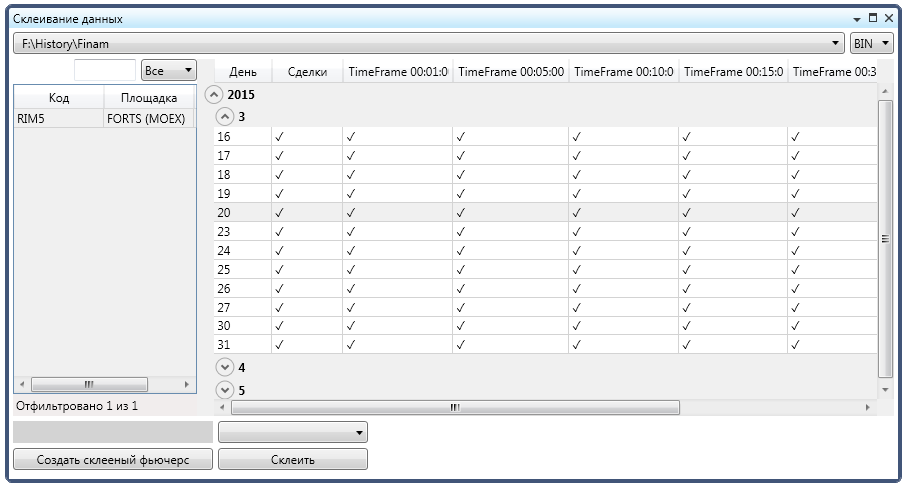 Склеивание данных
F:\History\Finam BIN
Все
Код Площадка
RIM5 FORTS (MOEX)
Отфильтровано 1 из 1
День Сделки TimeFrame 00:01:0 TimeFrame 00:05:00 TimeFrame 00:10:0 TimeFrame 00:15:0 TimeFrame 00:3
2015
3
16 ✓ ✓ ✓ ✓ ✓ ✓
17 ✓ ✓ ✓ ✓ ✓ ✓
18 ✓ ✓ ✓ ✓ ✓ ✓
19 ✓ ✓ ✓ ✓ ✓ ✓
20 ✓ ✓ ✓ ✓ ✓ ✓
23 ✓ ✓ ✓ ✓ ✓ ✓
24 ✓ ✓ ✓ ✓ ✓ ✓
25 ✓ ✓ ✓ ✓ ✓ ✓
26 ✓ ✓ ✓ ✓ ✓ ✓
27 ✓ ✓ ✓ ✓ ✓ ✓
30 ✓ ✓ ✓ ✓ ✓ ✓
31 ✓ ✓ ✓ ✓ ✓ ✓
4
5
Создать склееный фьючерс Склеить